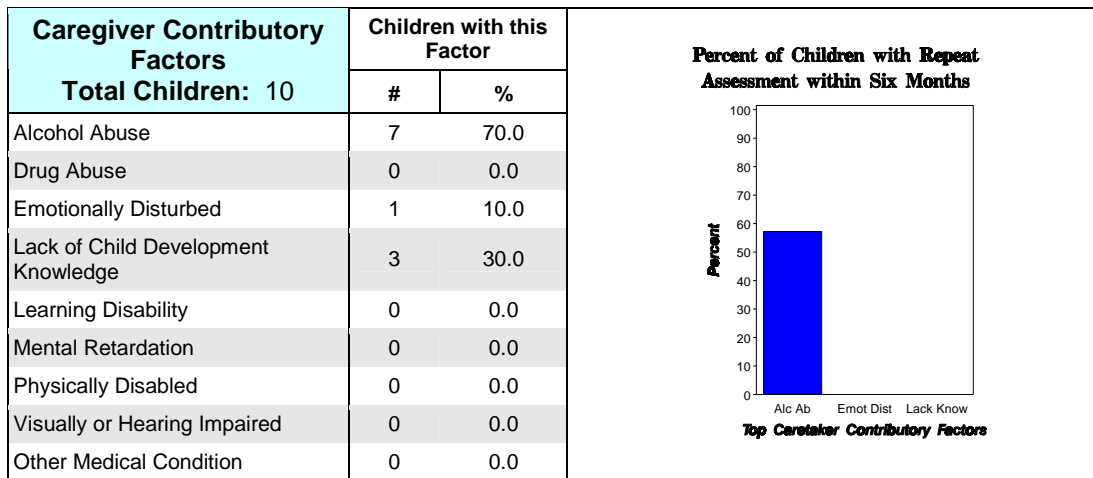 Caregiver Contributory
Factors
Total Children: 10
Children with this
Factor
# %
Alcohol Abuse 7 70.0
Drug Abuse 0 0.0
Emotionally Disturbed 1 10.0
Lack of Child Development
Knowledge 3 30.0
Learning Disability 0 0.0
Mental Retardation 0 0.0
Physically Disabled 0 0.0
Visually or Hearing Impaired 0 0.0
Other Medical Condition 0 0.0
Percent of Children with Repeat
Assessment within Six Months
100
90
80
70
60
50
40
30
20
10
0
Percent
Alc Ab Emot Dist Lack Know
Top Caretaker Contributory Factors